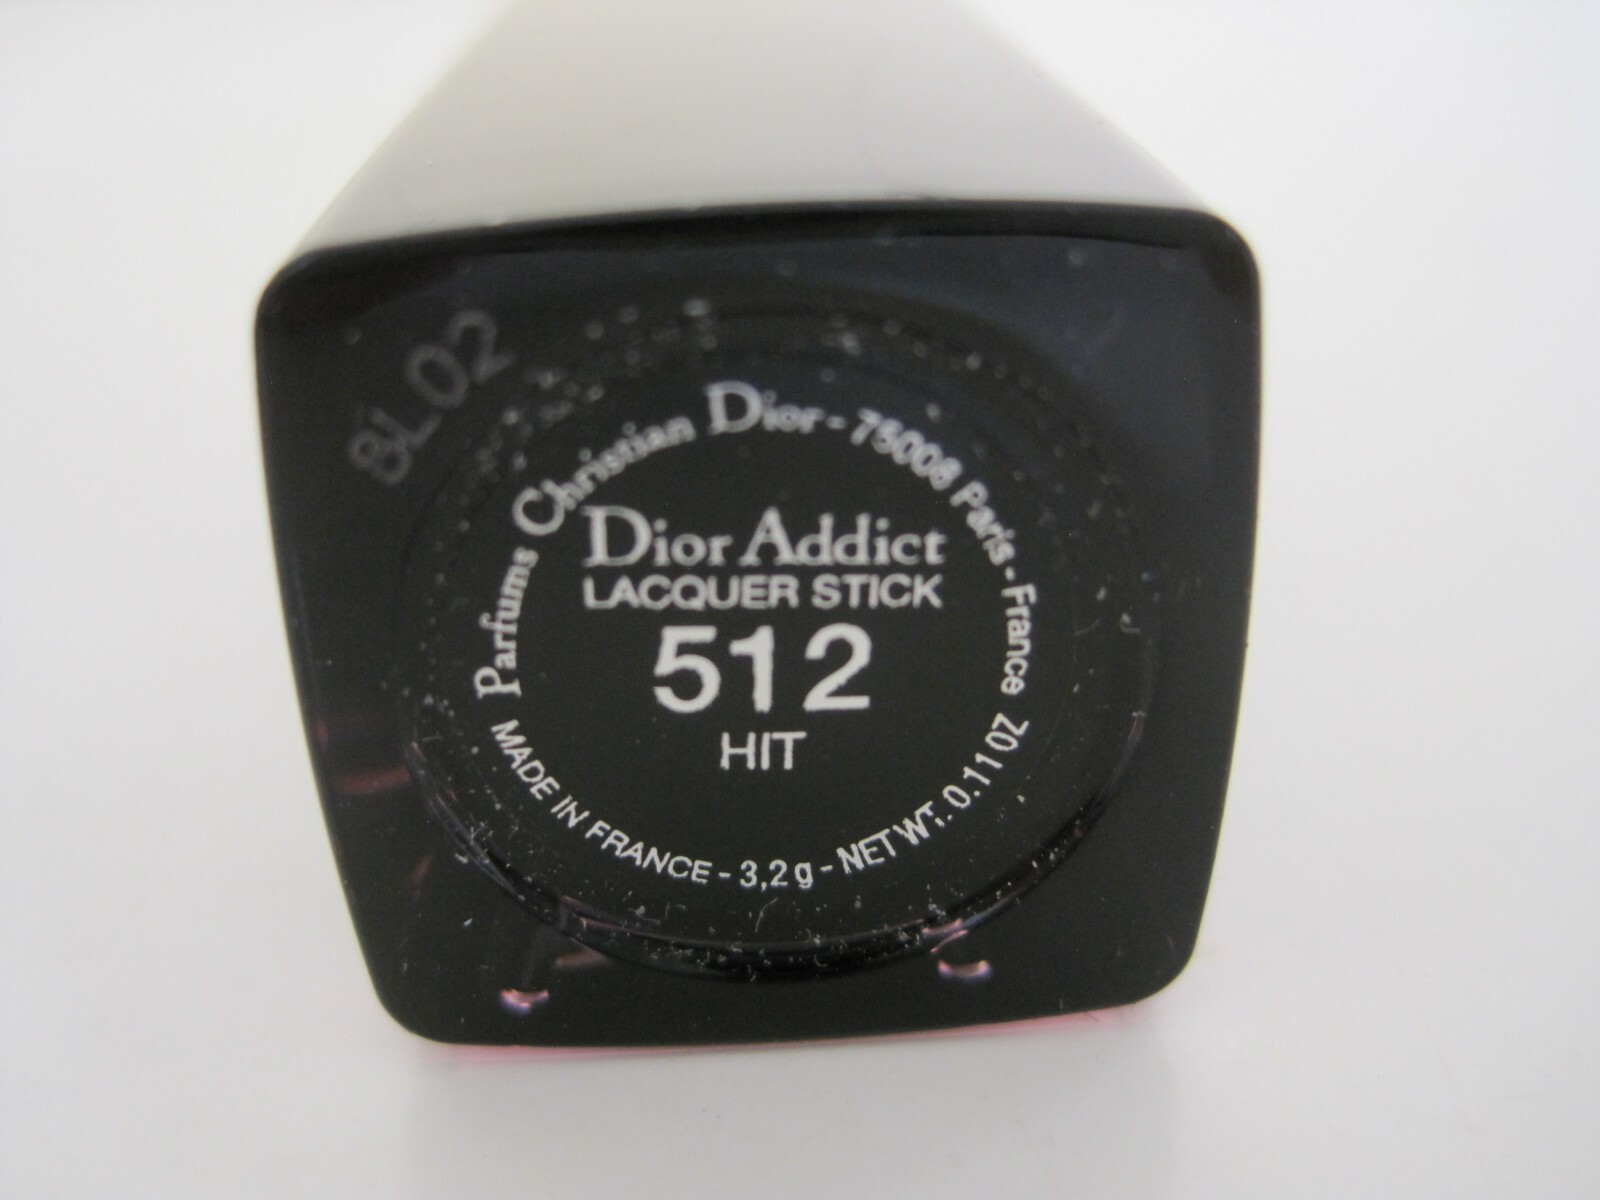 8L02
Parfums Christian Dior - 75008 Paris - France
Dior Addict
LACQUER STICK
512
HIT
MADE IN FRANCE - 3,2g - NET WT. 0.11 OZ